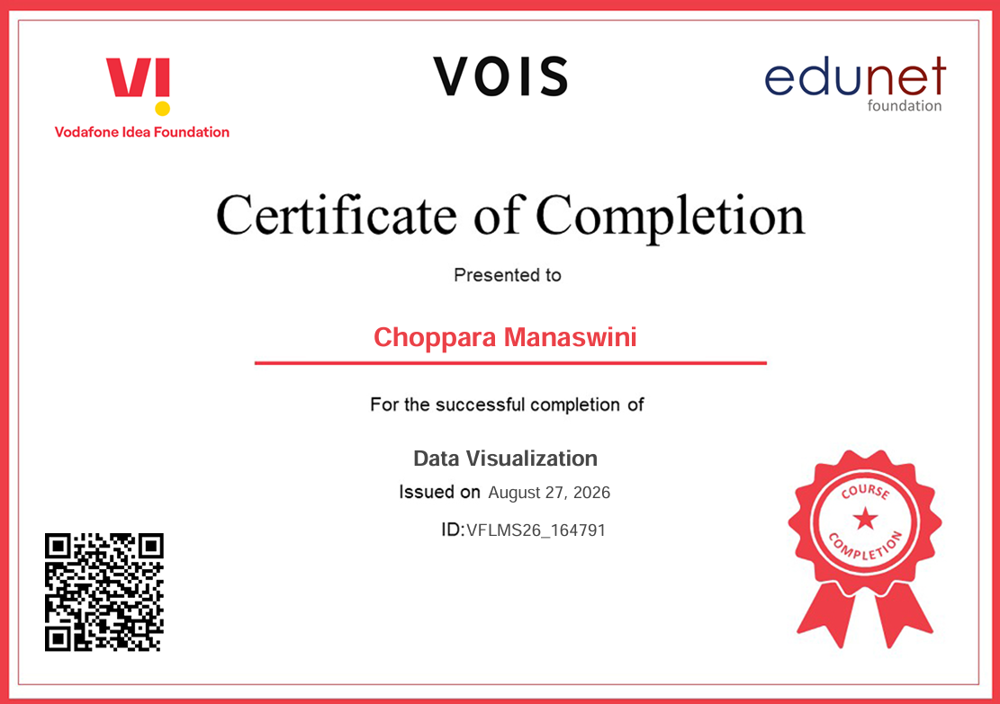 VI
Vodafone Idea Foundation
VOIS
edunet
foundation
Certificate of Completion
Presented to
Choppara Manaswini
For the successful completion of
Data Visualization
Issued on August 27, 2026
ID:VFLMS26_164791
COURSE
COMPLETION